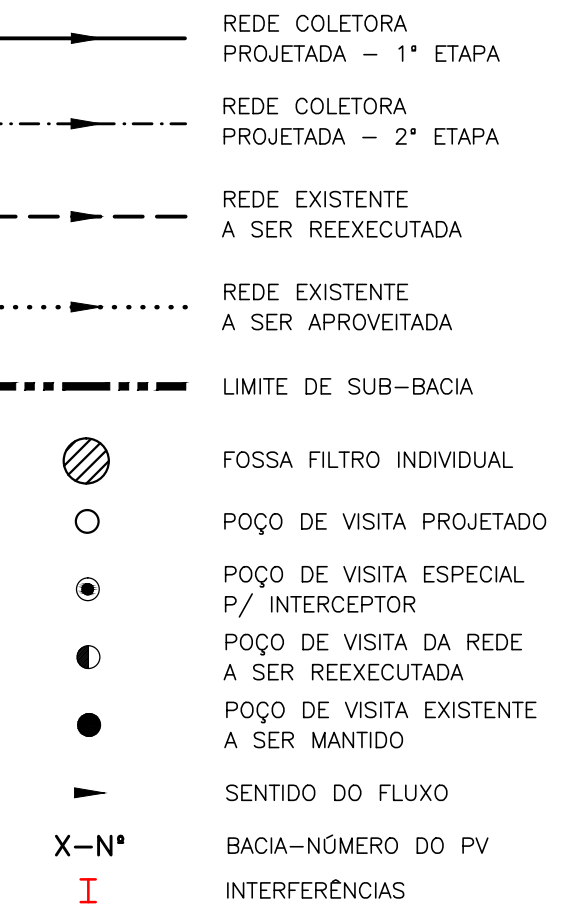 REDE COLETORA
PROJETADA – 1ª ETAPA
REDE COLETORA
PROJETADA – 2ª ETAPA
REDE EXISTENTE
A SER REEXECUTADA
REDE EXISTENTE
A SER APROVEITADA
LIMITE DE SUB–BACIA
FOSSA FILTRO INDIVIDUAL
POÇO DE VISITA PROJETADO
POÇO DE VISITA ESPECIAL
P/ INTERCEPTOR
POÇO DE VISITA DA REDE
A SER REEXECUTADA
POÇO DE VISITA EXISTENTE
A SER MANTIDO
SENTIDO DO FLUXO
X–Nª BACIA–NÚMERO DO PV
I INTERFERÊNCIAS